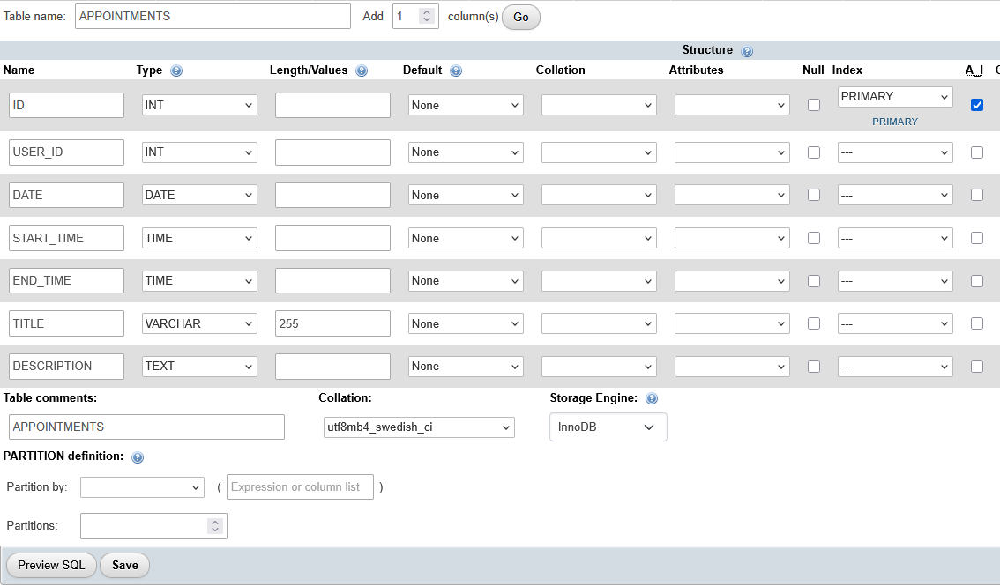 Table name: APPOINTMENTS Add 1 column(s) Go
Structure
Name Type Length/Values Default Collation Attributes Null Index A_I
ID INT None PRIMARY
PRIMARY
USER_ID INT None ---
DATE DATE None ---
START_TIME TIME None ---
END_TIME TIME None ---
TITLE VARCHAR 255 None ---
DESCRIPTION TEXT None ---
Table comments: Collation: Storage Engine:
APPOINTMENTS utf8mb4_swedish_ci InnoDB
PARTITION definition:
Partition by: ( Expression or column list )
Partitions:
Preview SQL Save